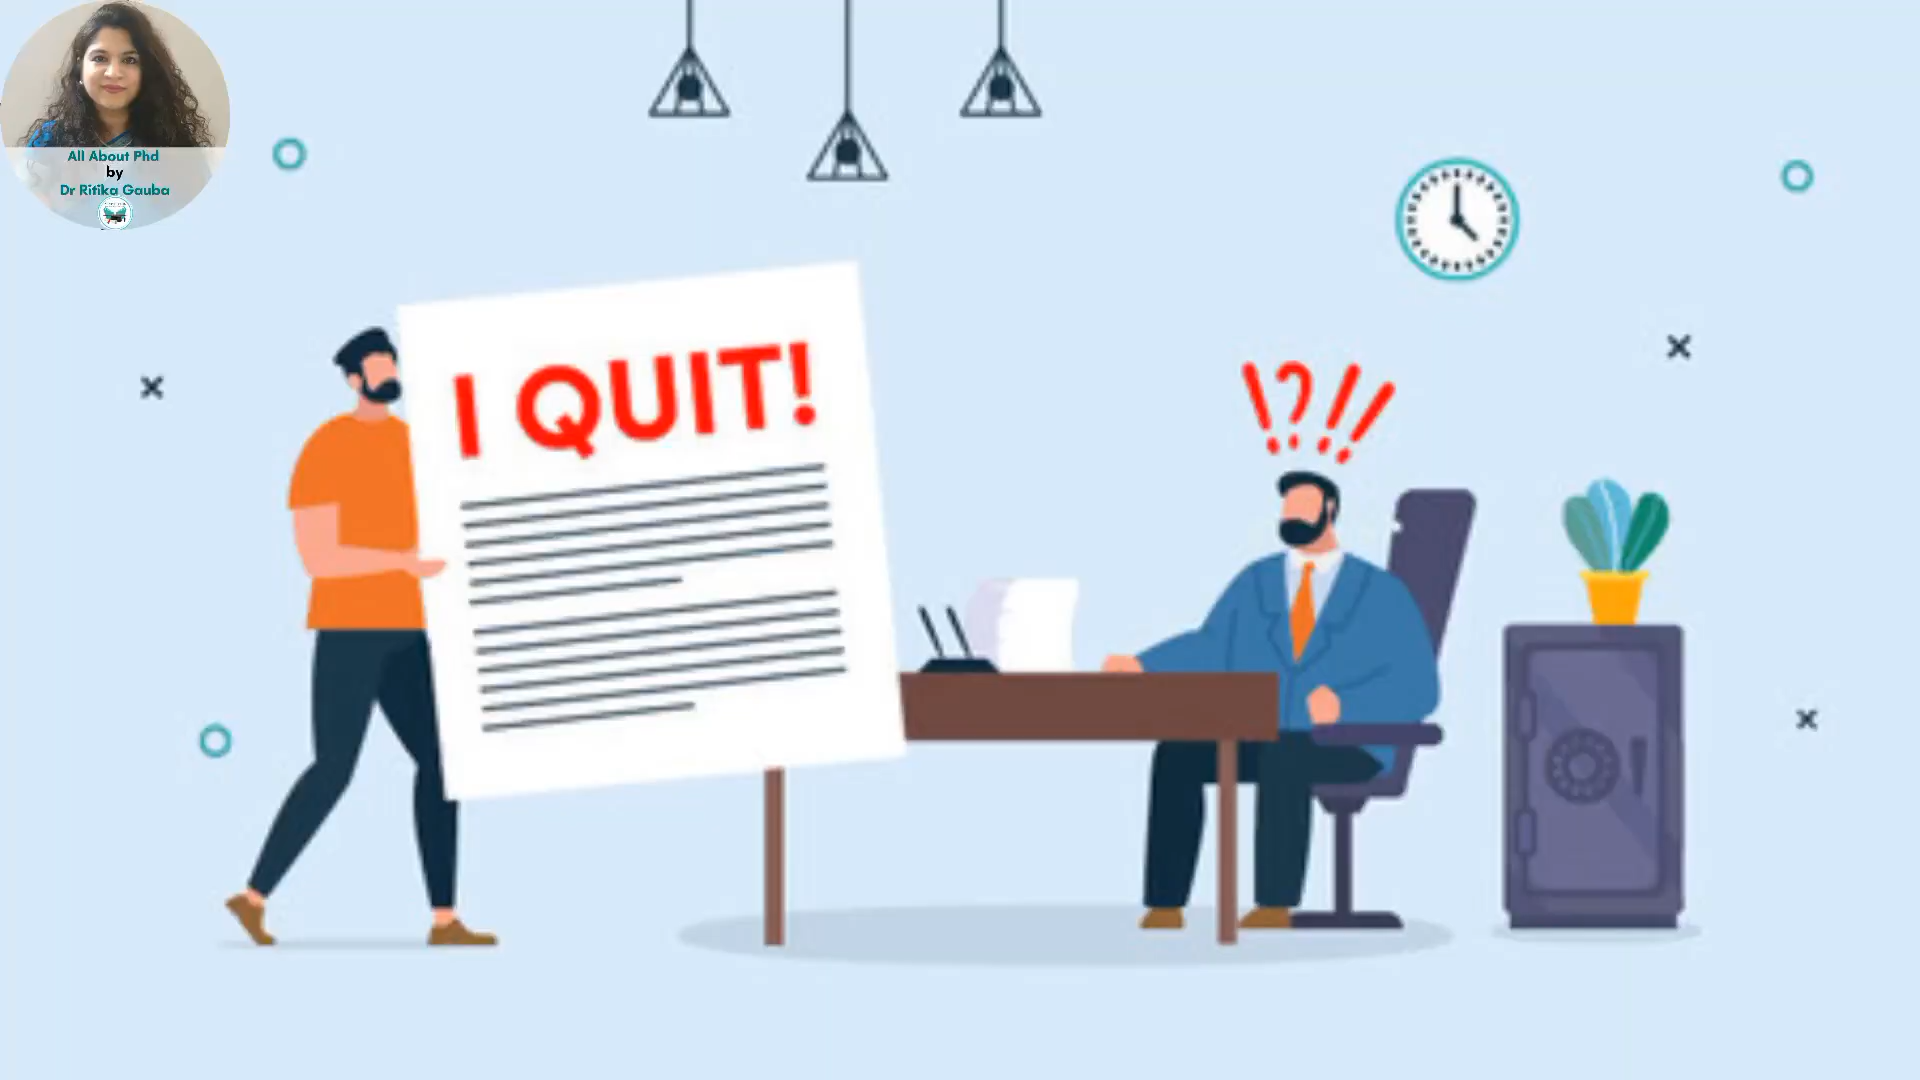 All About Phd
by
Dr Ritika Gauba
I QUIT!
!?!!